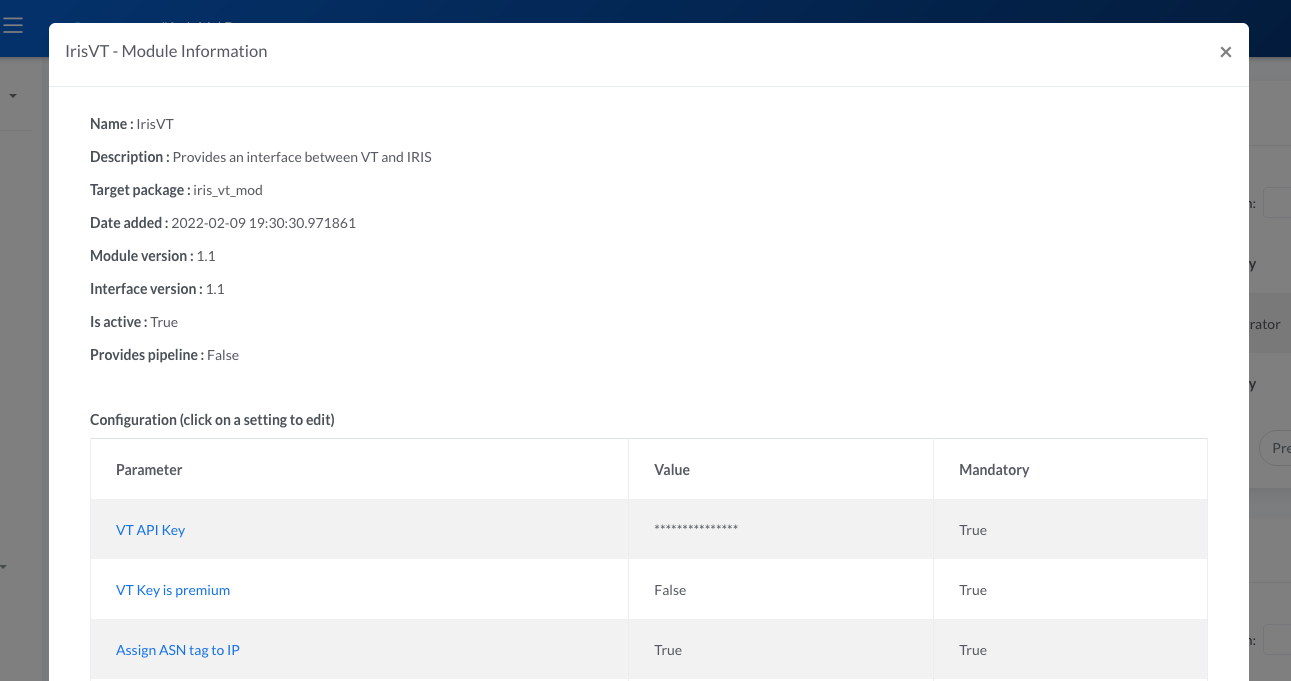 IrisVT - Module Information
×
Name : IrisVT
Description : Provides an interface between VT and IRIS
Target package : iris_vt_mod
Date added : 2022-02-09 19:30:30.971861
Module version : 1.1
Interface version : 1.1
Is active : True
Provides pipeline : False
Configuration (click on a setting to edit)
Parameter Value Mandatory
VT API Key *************** True
VT Key is premium False True
Assign ASN tag to IP True True